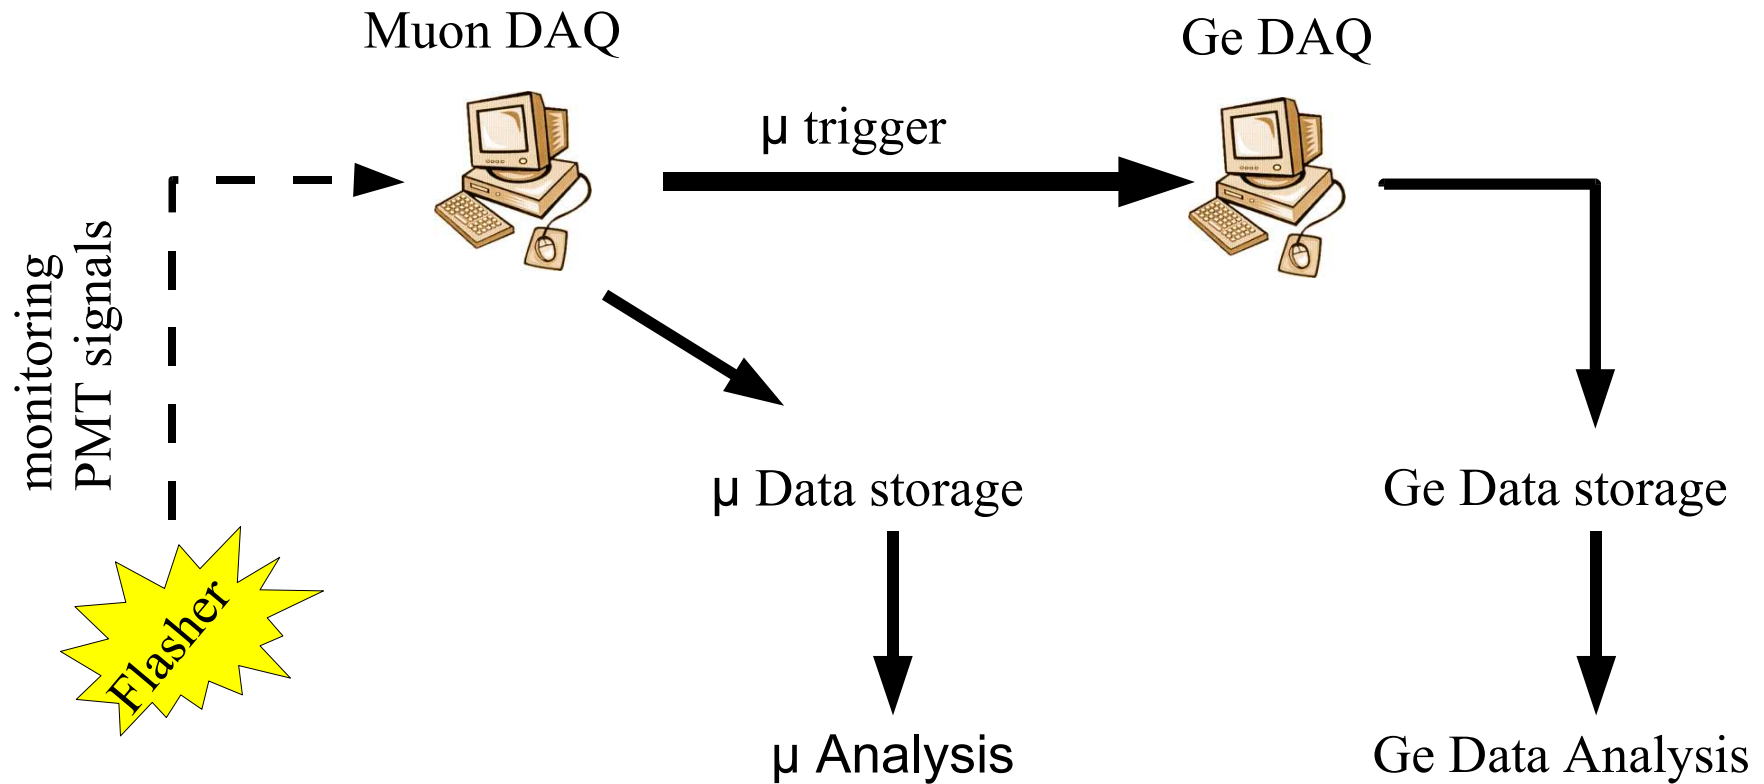 Muon DAQ
Ge DAQ
μ trigger
monitoring
PMT signals
μ Data storage
Ge Data storage
Flasher
μ Analysis
Ge Data Analysis